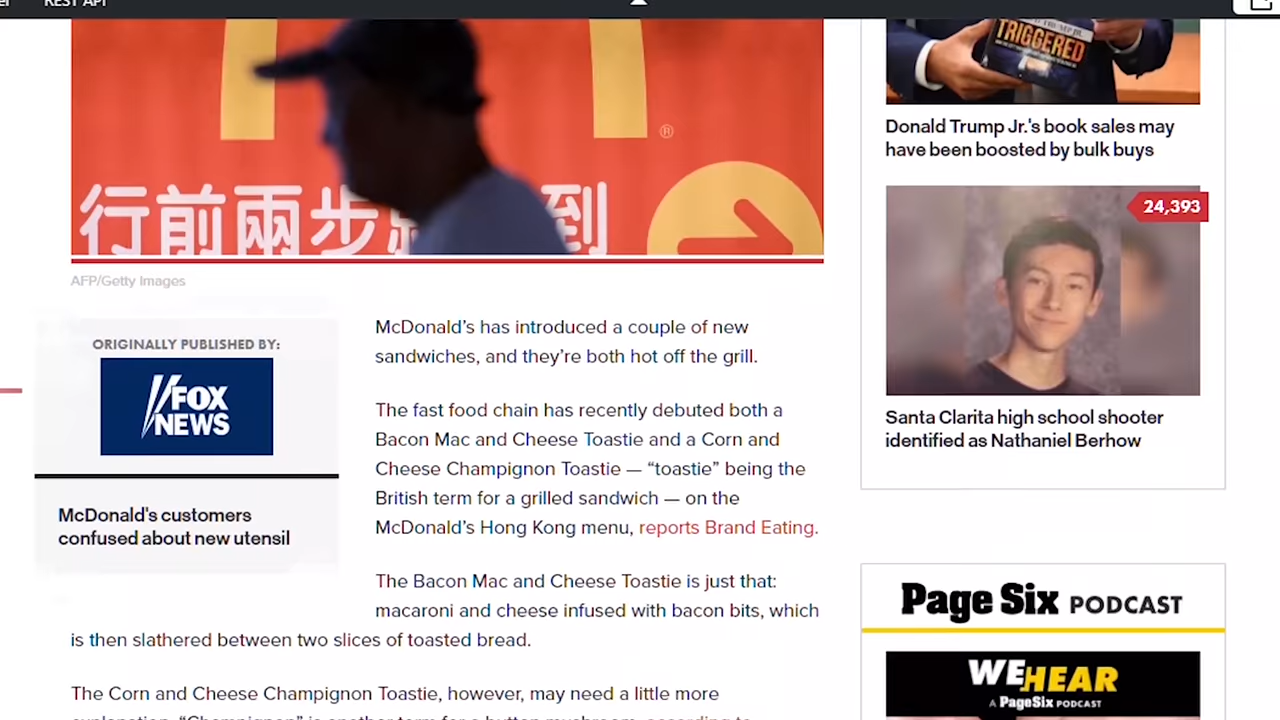 REST API
行前兩步
到
®
AFP/Getty Images
ORIGINALLY PUBLISHED BY:
FOX
NEWS
McDonald's customers
confused about new utensil
McDonald’s has introduced a couple of new
sandwiches, and they’re both hot off the grill.
The fast food chain has recently debuted both a
Bacon Mac and Cheese Toastie and a Corn and
Cheese Champignon Toastie — “toastie” being the
British term for a grilled sandwich — on the
McDonald’s Hong Kong menu, reports Brand Eating.
The Bacon Mac and Cheese Toastie is just that:
macaroni and cheese infused with bacon bits, which
is then slathered between two slices of toasted bread.
The Corn and Cheese Champignon Toastie, however, may need a little more
TRIGGERED
Donald Trump Jr.'s book sales may
have been boosted by bulk buys
24,393
Santa Clarita high school shooter
identified as Nathaniel Berhow
Page Six PODCAST
WE HEAR
A PageSix PODCAST